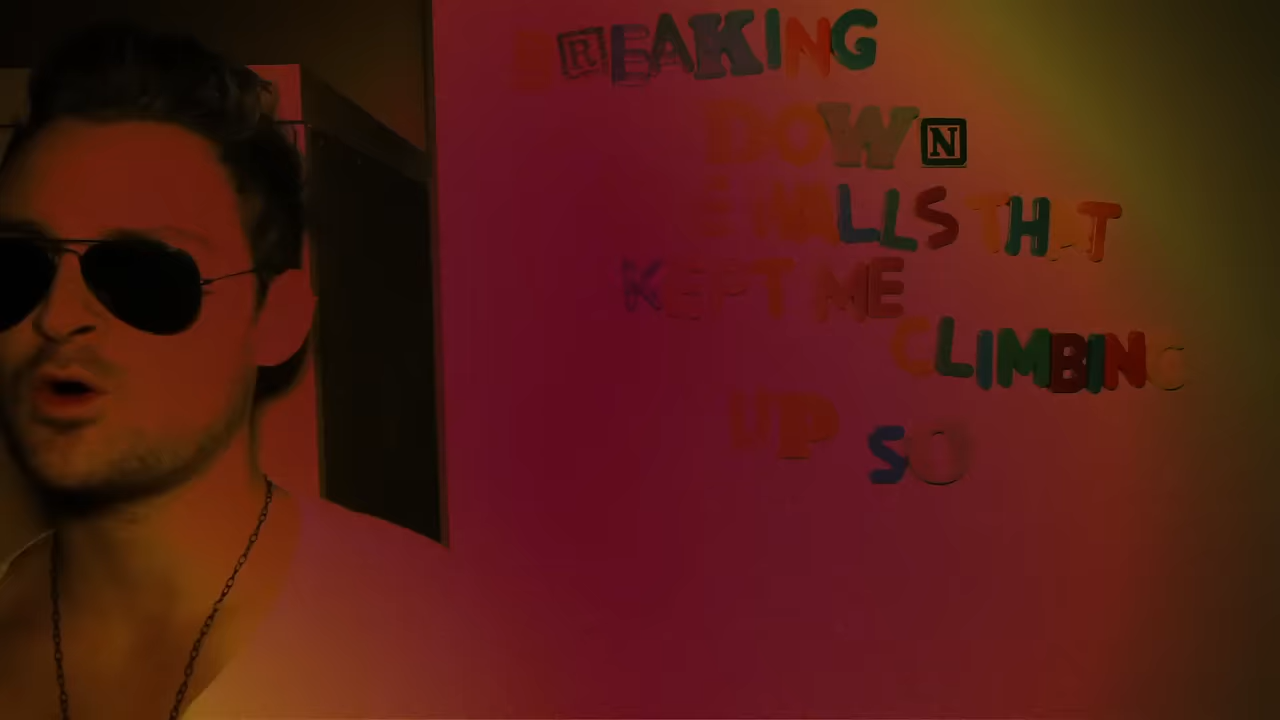 BREAKING
DOWN
WALLS THAT
KEPT ME
CLIMBING
UP SO